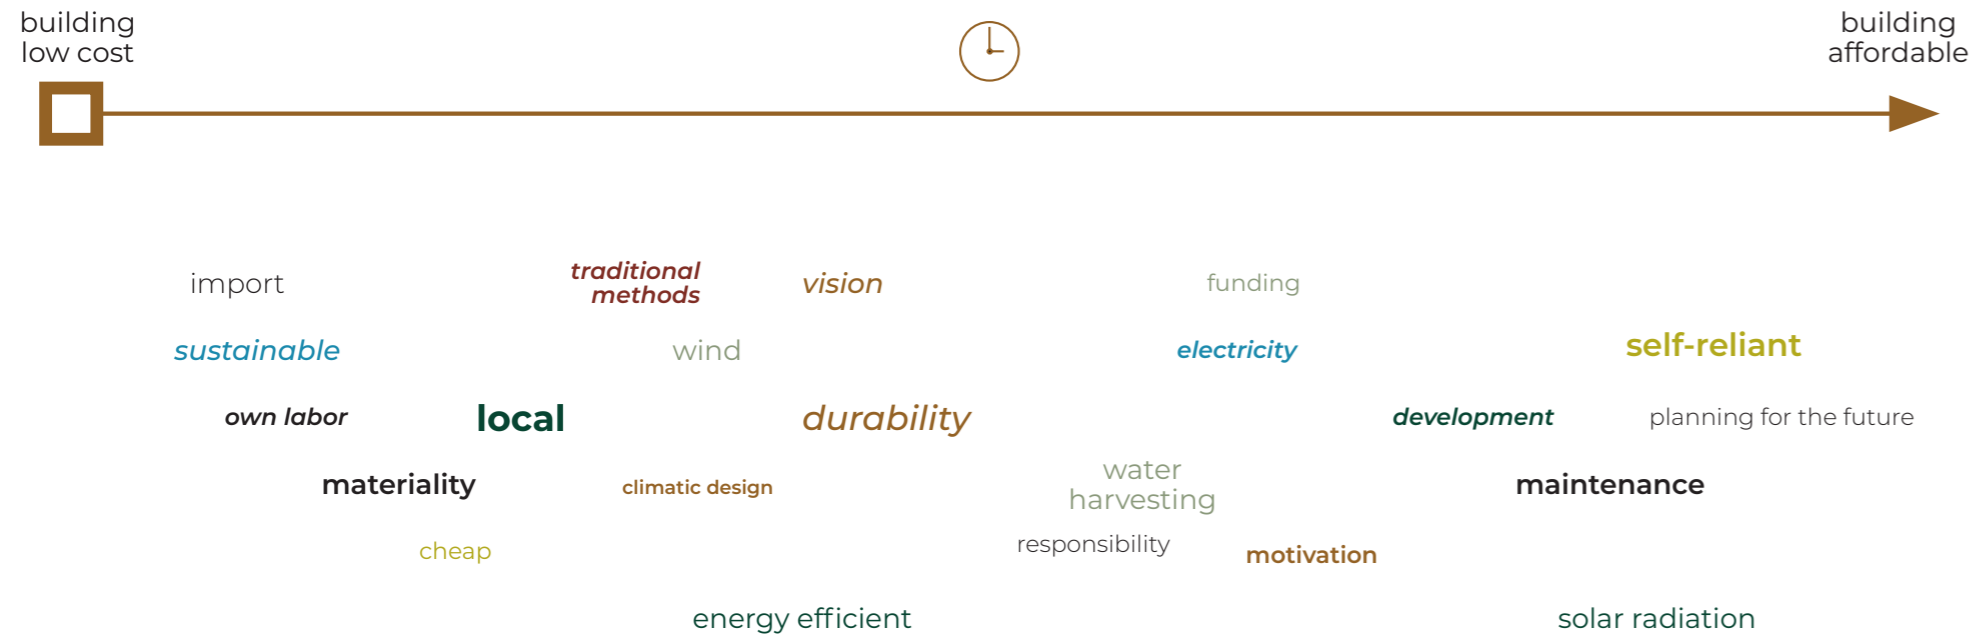 building
low cost
building
affordable
import
traditional
methods
vision
funding
sustainable
wind
electricity
self-reliant
own labor
local
durability
development
planning for the future
materiality
climatic design
water
harvesting
maintenance
cheap
responsibility
motivation
energy efficient
solar radiation